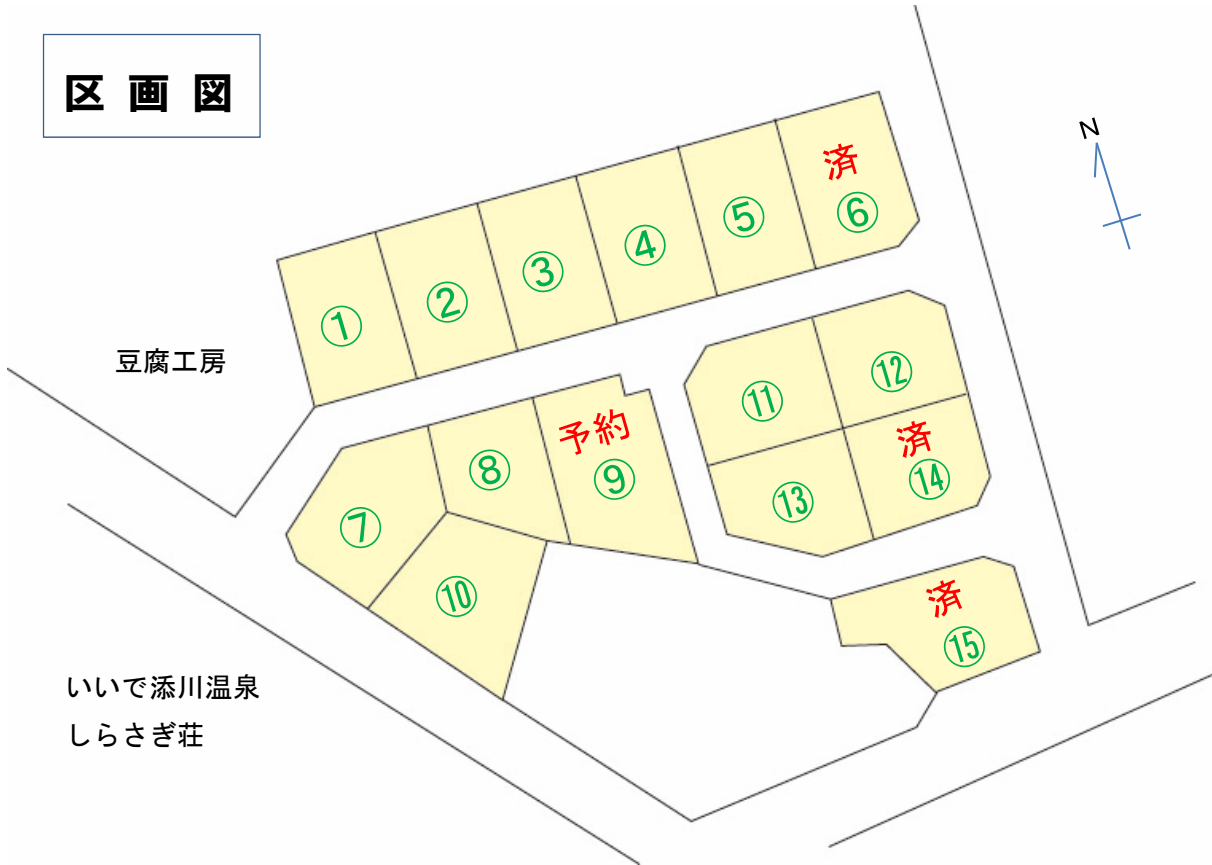 区画図
N
済
⑥
⑤
④
③
②
①
豆腐工房
⑫
⑪
予約
⑨
⑧
⑦
済
⑭
⑬
⑩
済
⑮
いいで添川温泉
しらさぎ荘